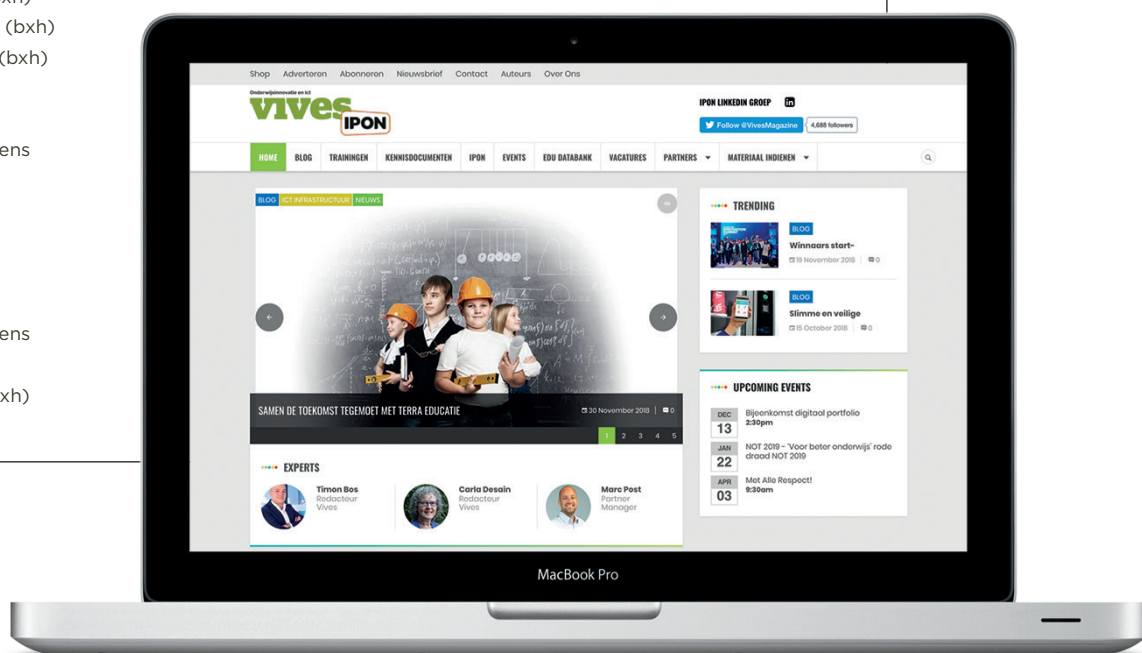 (bxh)
(bxh)
(bxh)
ens
ens
xh)
Shop Adverteren Abonneren Nieuwsbrief Contact Auteurs Over Ons
Onderwijsinnovatie en ict
vives
IPON
IPON LINKEDIN GROEP in
Follow @VivesMagazine 4,688 followers
HOME BLOG TRAININGEN KENNISDOCUMENTEN IPON EVENTS EDU DATABANK VACATURES PARTNERS MATERIAAL INDIENEN
BLOG ICT INFRASTRUCTUUR NIEUWS
SAMEN DE TOEKOMST TEGEMOET MET TERRA EDUCATIE 30 November 2018 | 0
1 2 3 4 5
EXPERTS
Timon Bos
Redacteur
Vives
Carla Desain
Redacteur
Vives
Marc Post
Partner
Manager
TRENDING
BLOG
Winnaars start-
19 November 2018 | 0
BLOG
Slimme en veilige
15 October 2018 | 0
UPCOMING EVENTS
DEC
13
Bijeenkomst digitaal portfolio
2:30pm
JAN
22
NOT 2019 - 'Voor beter onderwijs' rode
draad NOT 2019
APR
03
Met Alle Respect!
9:30am
MacBook Pro